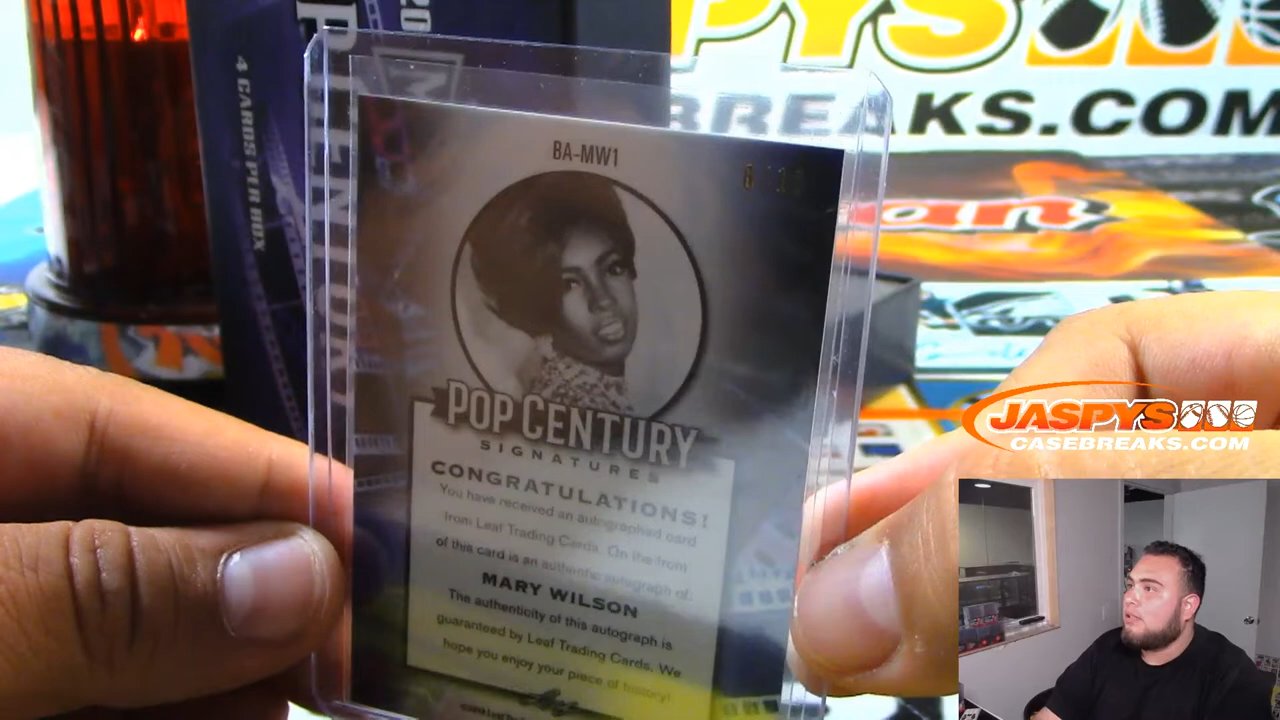 4 CARDS PER BOX
BREAKS.COM
BA-MW1
POP CENTURY
SIGNATURES
CONGRATULATIONS!
You have received an autographed card
from Leaf Trading Cards. On the front
of this card is an authentic autograph of:
MARY WILSON
The authenticity of this autograph is
guaranteed by Leaf Trading Cards. We
hope you enjoy your piece of history!
JASPYS
CASEBREAKS.COM